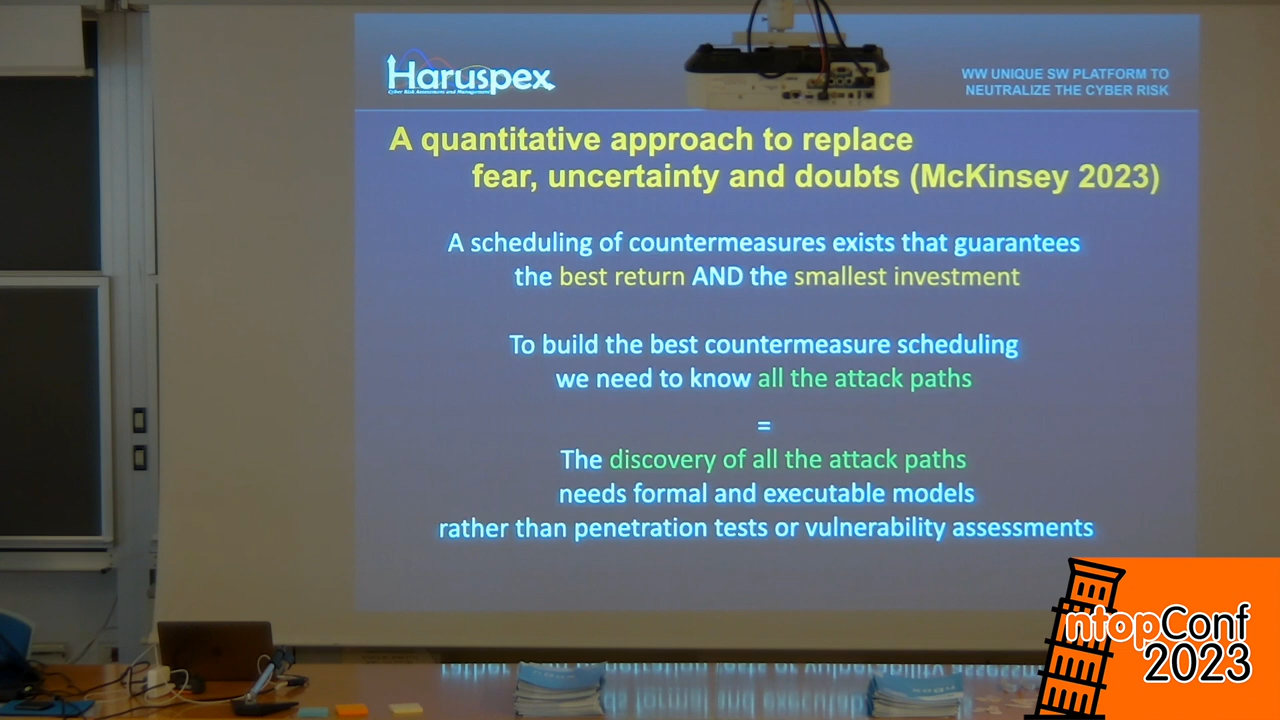 Haruspex
Cyber Risk Assessment and Management
WW UNIQUE SW PLATFORM TO
NEUTRALIZE THE CYBER RISK
A quantitative approach to replace
fear, uncertainty and doubts (McKinsey 2023)
A scheduling of countermeasures exists that guarantees
the best return AND the smallest investment
To build the best countermeasure scheduling
we need to know all the attack paths
=
The discovery of all the attack paths
needs formal and executable models
rather than penetration tests or vulnerability assessments
ntopConf
2023